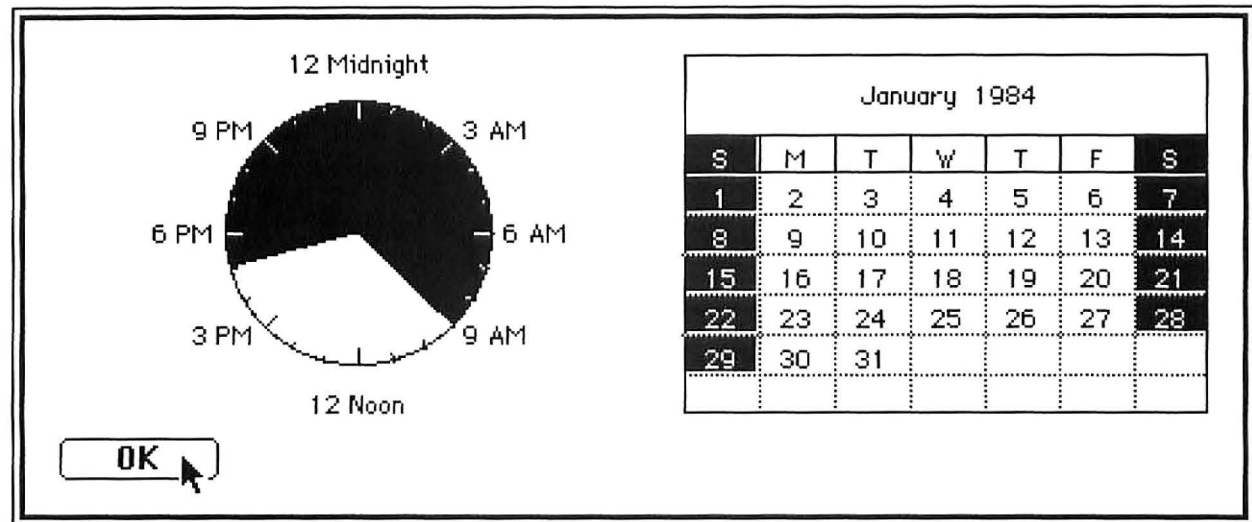 12 Midnight
9 PM
3 AM
6 PM
6 AM
3 PM
9 AM
12 Noon
OK
January 1984
S M T W T F S
1 2 3 4 5 6 7
8 9 10 11 12 13 14
15 16 17 18 19 20 21
22 23 24 25 26 27 28
29 30 31